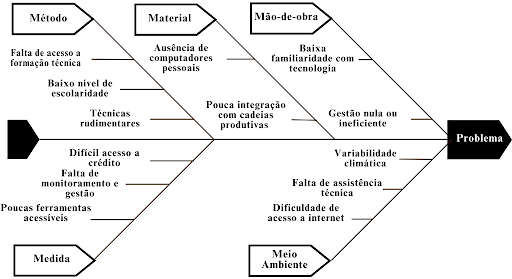 Método
Material
Mão-de-obra
Falta de acesso a
formação técnica
Baixo nivel de
escolaridade
Técnicas
rudimentares
Ausência de
computadores
pessoais
Pouca integração
com cadeias
produtivas
Baixa
familiaridade com
tecnologia
Gestão nula ou
ineficiente
Problema
Difícil acesso a
crédito
Falta de
monitoramento e
gestão
Poucas ferramentas
acessíveis
Variabilidade
climática
Falta de assistência
técnica
Dificuldade de
acesso a internet
Medida
Meio
Ambiente